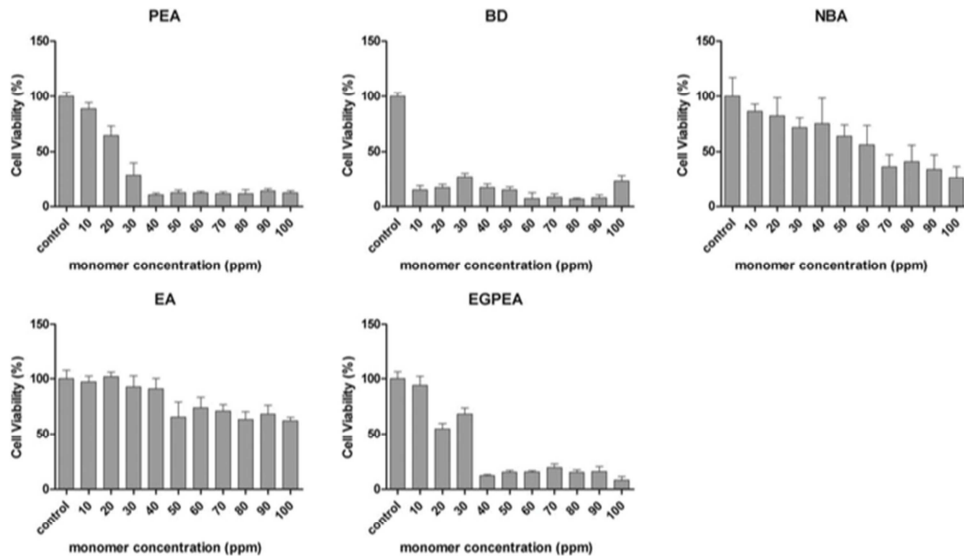 PEA
Cell Viability (%)
150
100
50
0
control 10 20 30 40 50 60 70 80 90 100
monomer concentration (ppm)
BD
Cell Viability (%)
150
100
50
0
control 10 20 30 40 50 60 70 80 90 100
monomer concentration (ppm)
NBA
Cell Viability (%)
150
100
50
0
control 10 20 30 40 50 60 70 80 90 100
monomer concentration (ppm)
EA
Cell Viability (%)
150
100
50
0
control 10 20 30 40 50 60 70 80 90 100
monomer concentration (ppm)
EGPEA
Cell Viability (%)
150
100
50
0
control 10 20 30 40 50 60 70 80 90 100
monomer concentration (ppm)